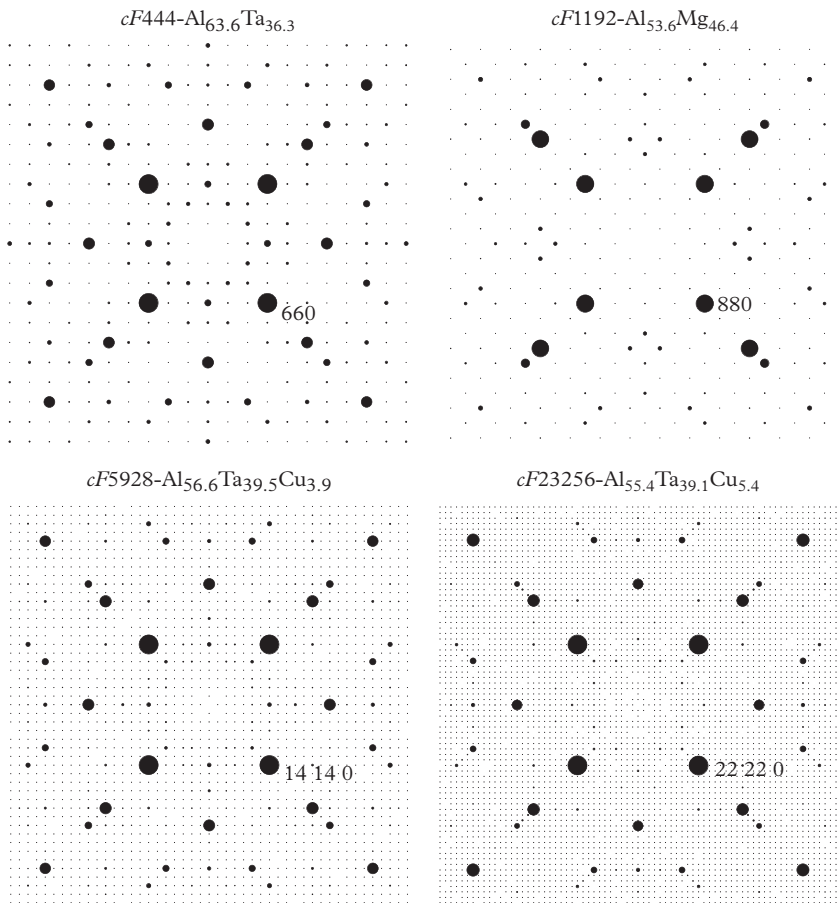 cF444-Al63.6Ta36.3
cF1192-Al53.6Mg46.4
660
880
cF5928-Al56.6Ta39.5Cu3.9
cF23256-Al55.4Ta39.1Cu5.4
14 14 0
22 22 0